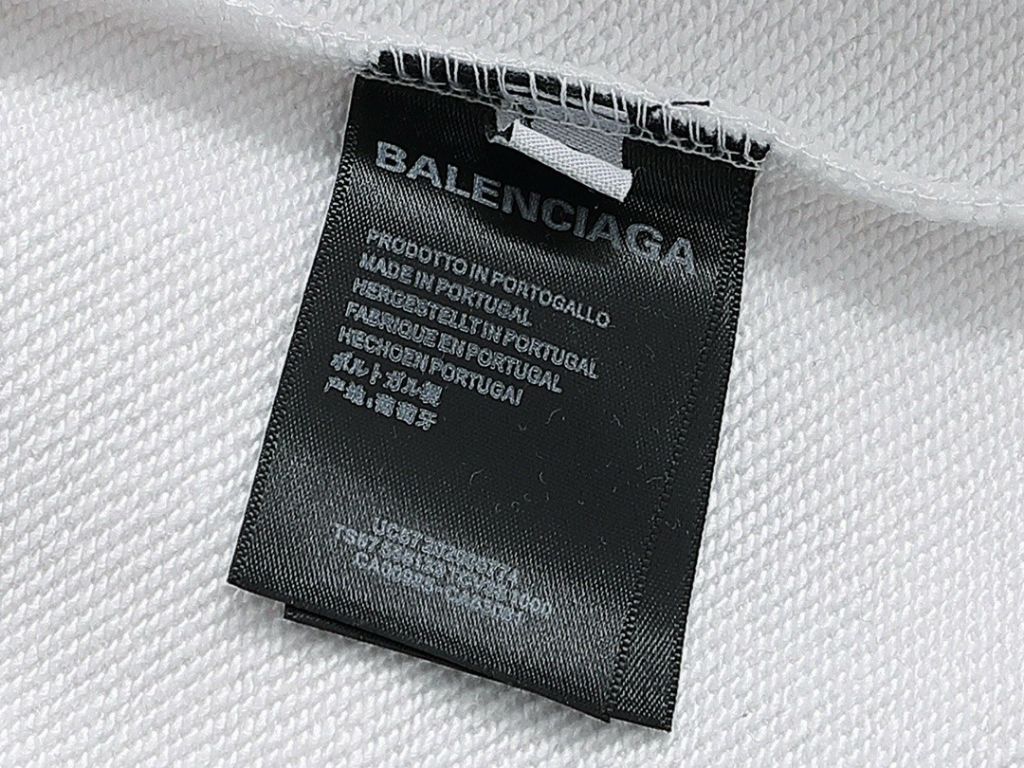 BALENCIAGA
PRODOTTO IN PORTOGALLO
MADE IN PORTUGAL
HERGESTELLT IN PORTUGAL
FABRIQUE EN PORTUGAL
HECHOEN PORTUGAl
ポルトガル製
产地:葡萄牙